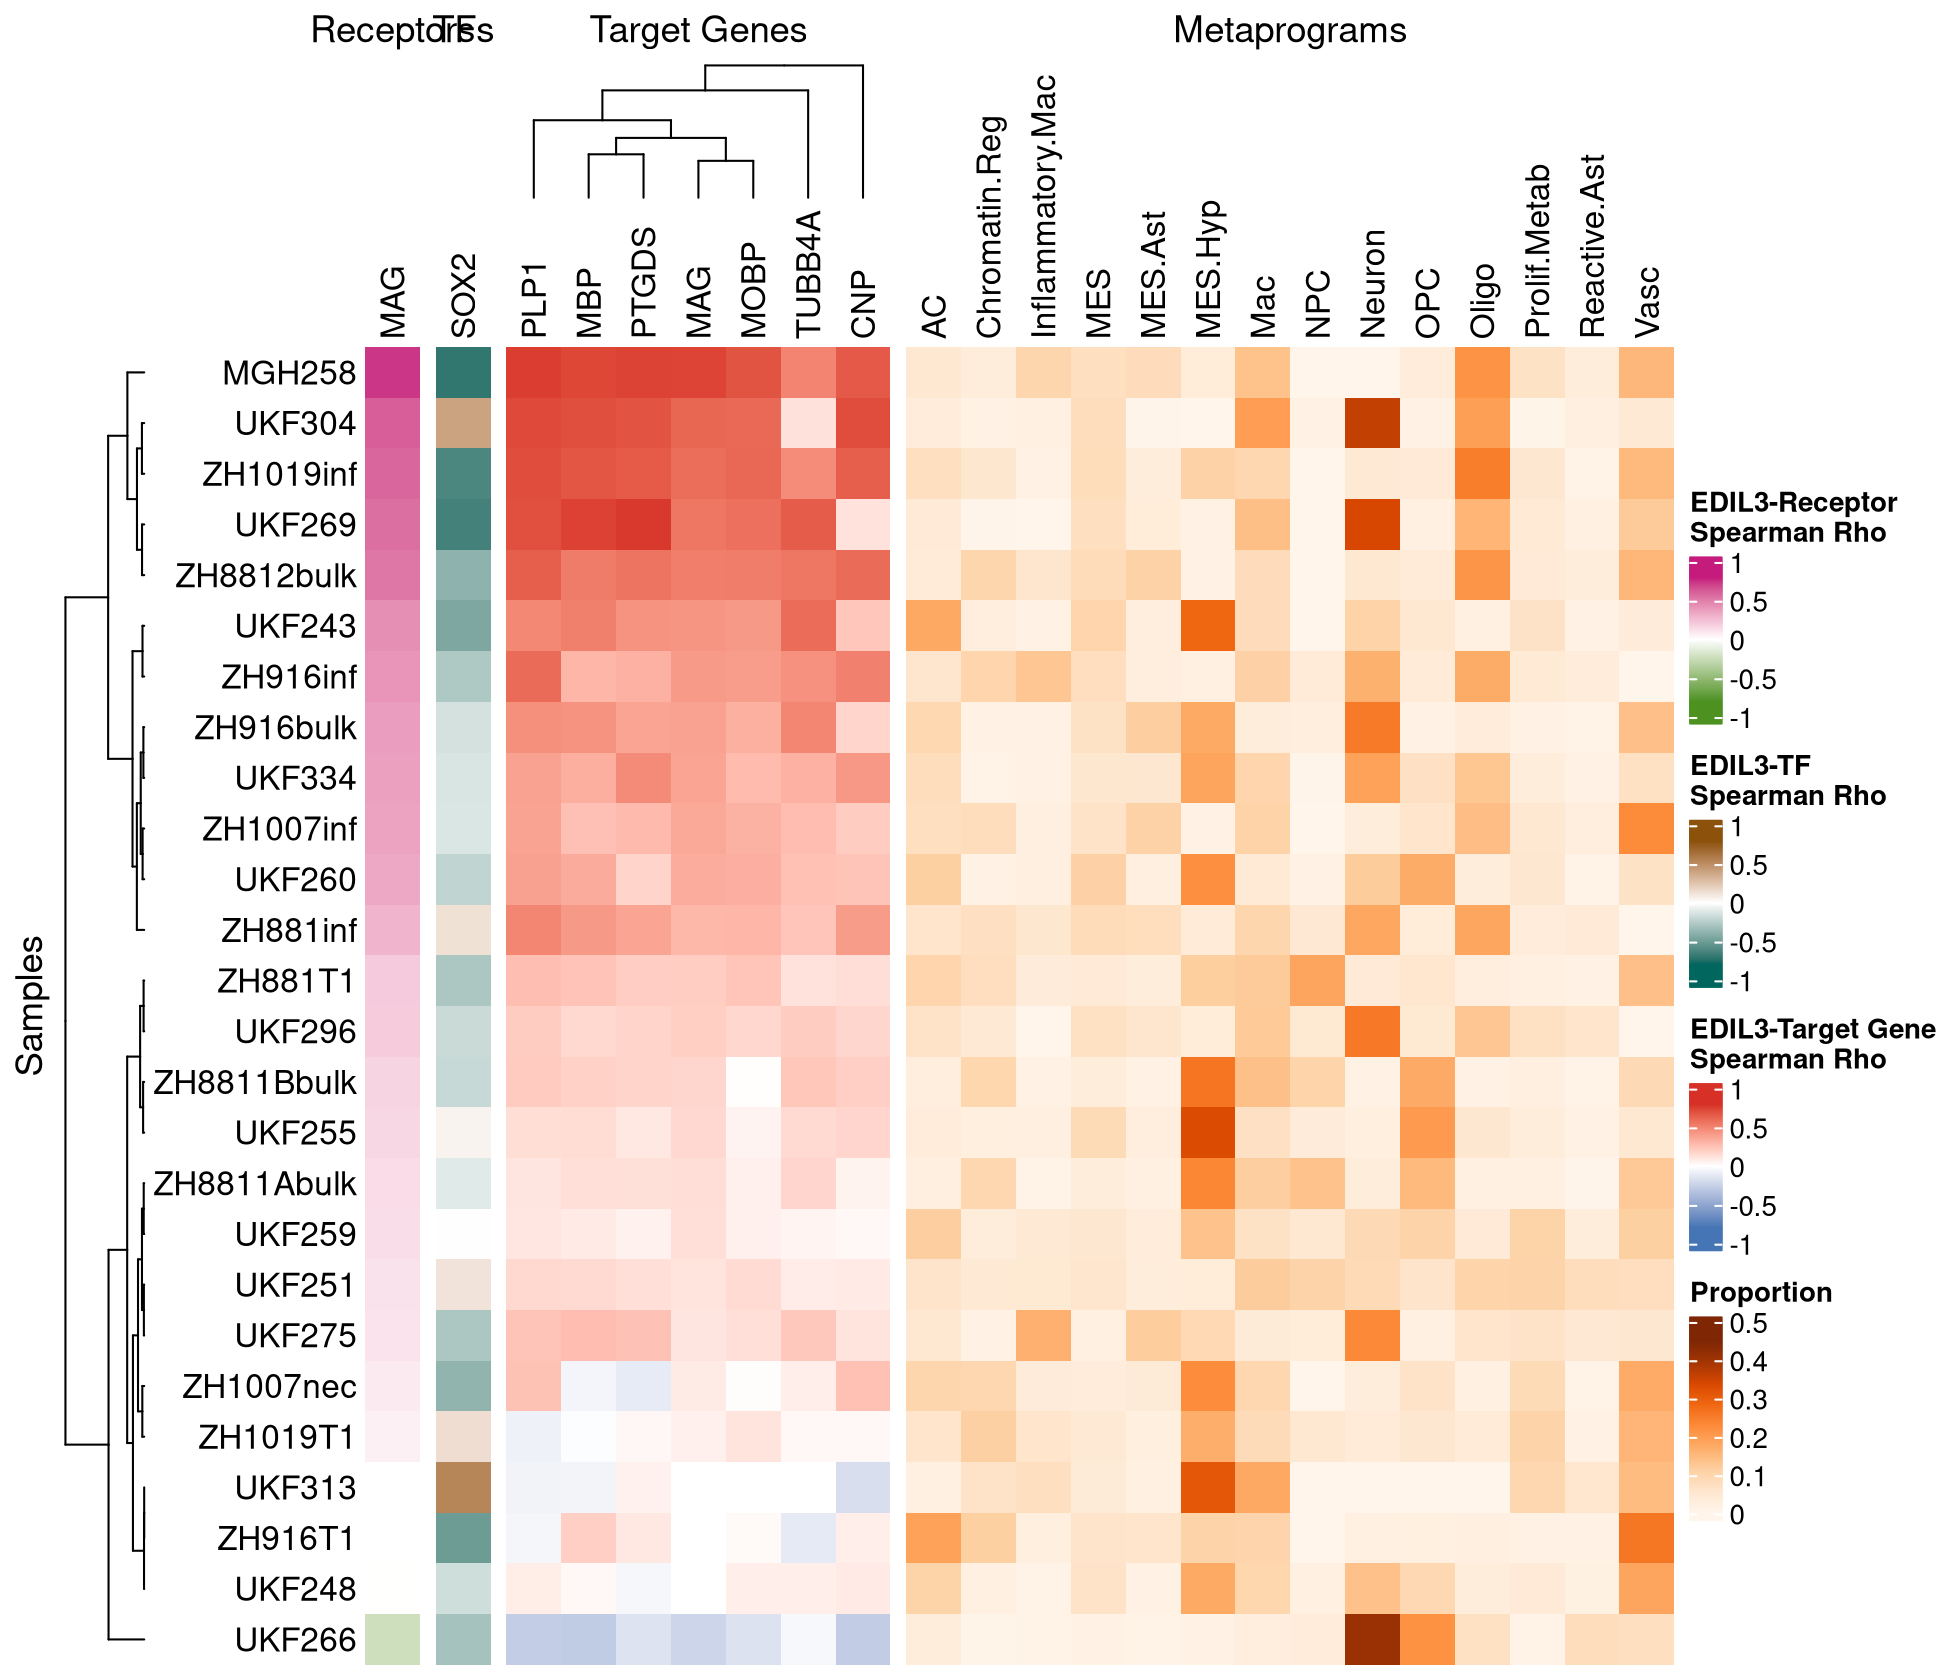 Receptors
TFs
Target Genes
Metaprograms
MAG
SOX2
PLP1
MBP
PTGDS
MAG
MOBP
TUBB4A
CNP
AC
Chromatin.Reg
Inflammatory.Mac
MES
MES.Ast
MES.Hyp
Mac
NPC
Neuron
OPC
Oligo
Prolif.Metab
Reactive.Ast
Vasc
Samples
MGH258
UKF304
ZH1019inf
UKF269
ZH8812bulk
UKF243
ZH916inf
ZH916bulk
UKF334
ZH1007inf
UKF260
ZH881inf
ZH881T1
UKF296
ZH8811Bbulk
UKF255
ZH8811Abulk
UKF259
UKF251
UKF275
ZH1007nec
ZH1019T1
UKF313
ZH916T1
UKF248
UKF266
EDIL3-Receptor
Spearman Rho
1
0.5
0
-0.5
-1
EDIL3-TF
Spearman Rho
1
0.5
0
-0.5
-1
EDIL3-Target Gene
Spearman Rho
1
0.5
0
-0.5
-1
Proportion
0.5
0.4
0.3
0.2
0.1
0